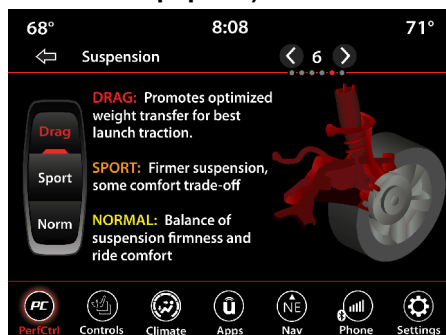 68° 8:08 71°
Suspension 6
DRAG: Promotes optimized
weight transfer for best
launch traction.
Drag
SPORT: Firmer suspension,
some comfort trade-off
Sport
NORMAL: Balance of
suspension firmness and
ride comfort
Norm
PC û NE
PerfCtrl Controls Climate Apps Nav Phone Settings